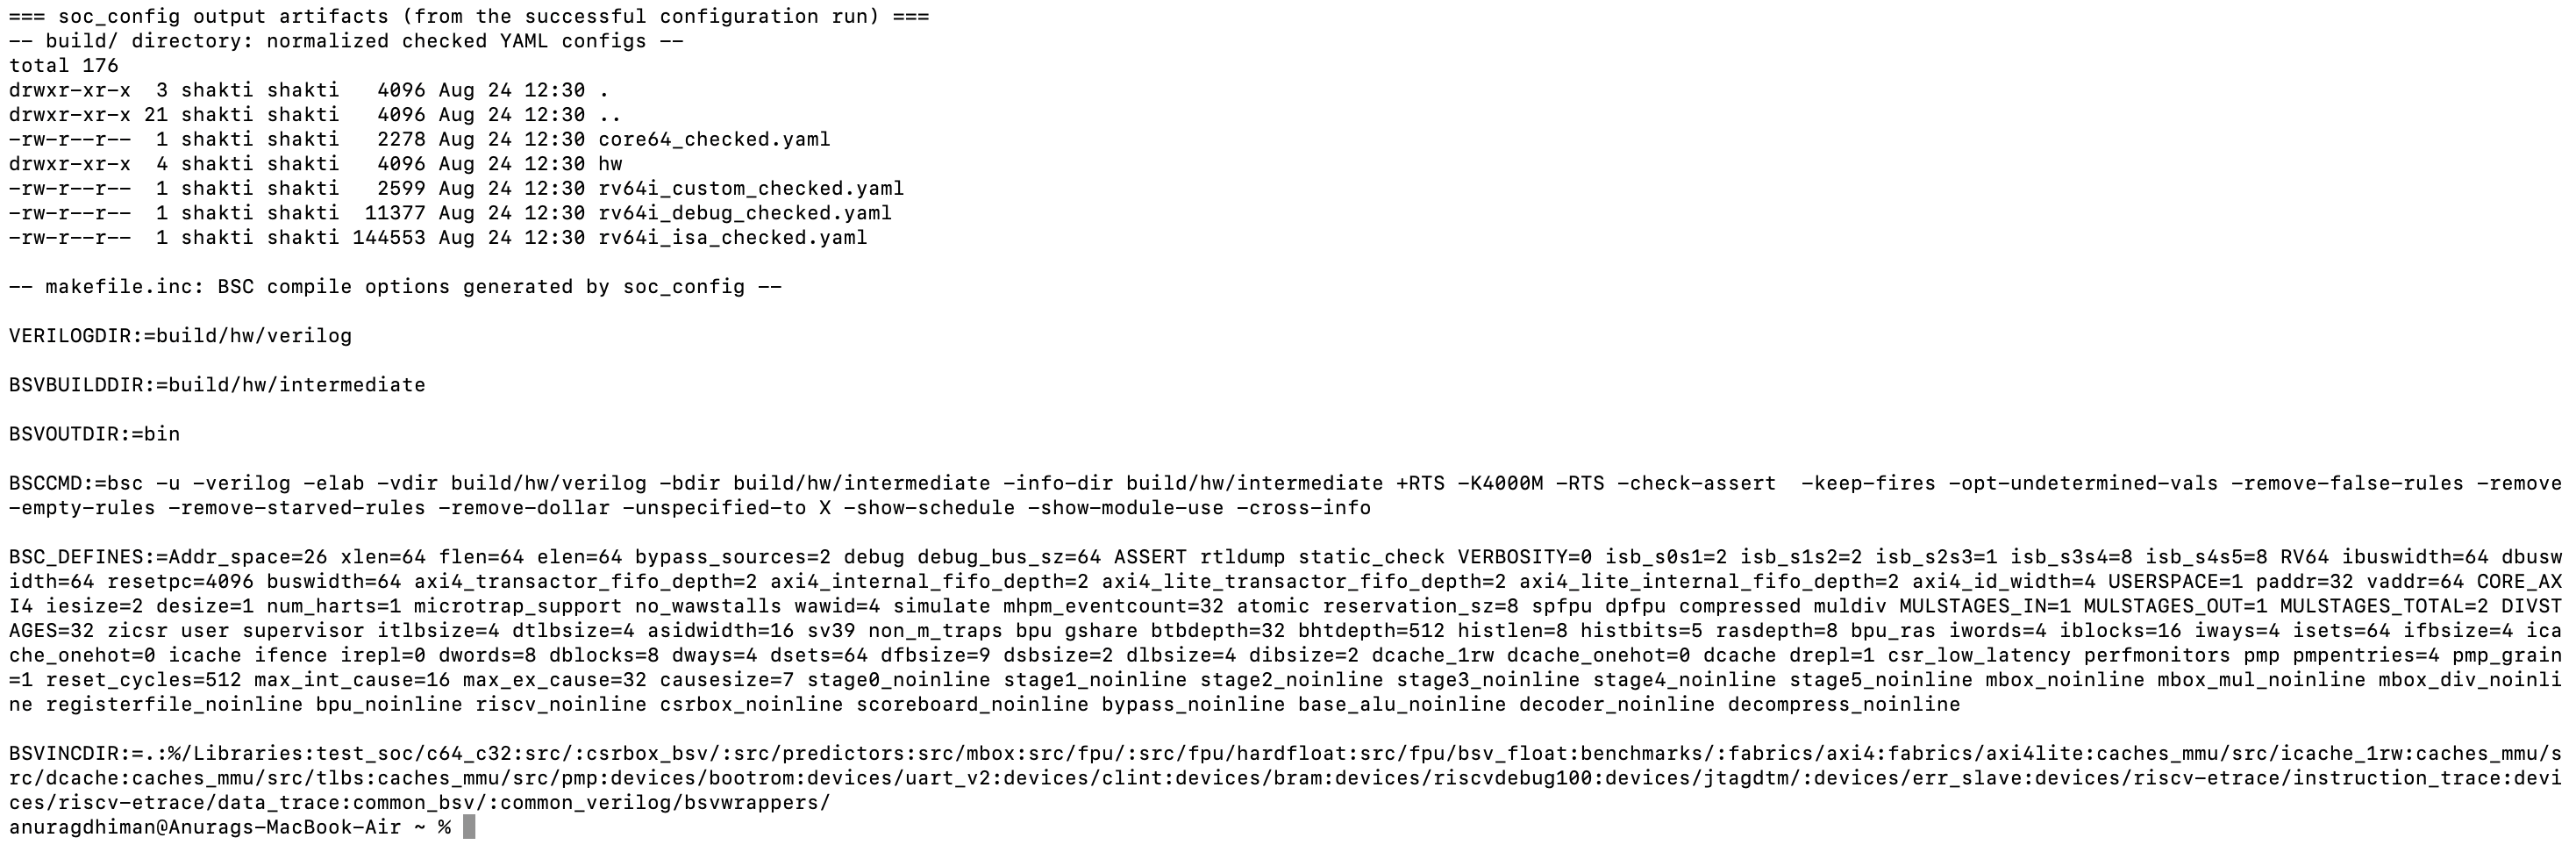 === soc_config output artifacts (from the successful configuration run) ===
-- build/ directory: normalized checked YAML configs --
total 176
drwxr-xr-x  3 shakti shakti   4096 Aug 24 12:30 .
drwxr-xr-x 21 shakti shakti   4096 Aug 24 12:30 ..
-rw-r--r--  1 shakti shakti   2278 Aug 24 12:30 core64_checked.yaml
drwxr-xr-x  4 shakti shakti   4096 Aug 24 12:30 hw
-rw-r--r--  1 shakti shakti   2599 Aug 24 12:30 rv64i_custom_checked.yaml
-rw-r--r--  1 shakti shakti  11377 Aug 24 12:30 rv64i_debug_checked.yaml
-rw-r--r--  1 shakti shakti 144553 Aug 24 12:30 rv64i_isa_checked.yaml
-- makefile.inc: BSC compile options generated by soc_config --
VERILOGDIR:=build/hw/verilog
BSVBUILDDIR:=build/hw/intermediate
BSVOUTDIR:=bin
BSCCMD:=bsc -u -verilog -elab -vdir build/hw/verilog -bdir build/hw/intermediate -info-dir build/hw/intermediate +RTS -K4000M -RTS -check-assert  -keep-fires -opt-undetermined-vals -remove-false-rules -remove
-empty-rules -remove-starved-rules -remove-dollar -unspecified-to X -show-schedule -show-module-use -cross-info
BSC_DEFINES:=Addr_space=26 xlen=64 flen=64 elen=64 bypass_sources=2 debug debug_bus_sz=64 ASSERT rtldump static_check VERBOSITY=0 isb_s0s1=2 isb_s1s2=2 isb_s2s3=1 isb_s3s4=8 isb_s4s5=8 RV64 ibuswidth=64 dbusw
idth=64 resetpc=4096 buswidth=64 axi4_transactor_fifo_depth=2 axi4_internal_fifo_depth=2 axi4_lite_transactor_fifo_depth=2 axi4_lite_internal_fifo_depth=2 axi4_id_width=4 USERSPACE=1 paddr=32 vaddr=64 CORE_AX
I4 iesize=2 desize=1 num_harts=1 microtrap_support no_wawstalls wawid=4 simulate mhpm_eventcount=32 atomic reservation_sz=8 spfpu dpfpu compressed muldiv MULSTAGES_IN=1 MULSTAGES_OUT=1 MULSTAGES_TOTAL=2 DIVST
AGES=32 zicsr user supervisor itlbsize=4 dtlbsize=4 asidwidth=16 sv39 non_m_traps bpu gshare btbdepth=32 bhtdepth=512 histlen=8 histbits=5 rasdepth=8 bpu_ras iwords=4 iblocks=16 iways=4 isets=64 ifbsize=4 ica
che_onehot=0 icache ifence irepl=0 dwords=8 dblocks=8 dways=4 dsets=64 dfbsize=9 dsbsize=2 dlbsize=4 dibsize=2 dcache_1rw dcache_onehot=0 dcache drepl=1 csr_low_latency perfmonitors pmp pmpentries=4 pmp_grain
=1 reset_cycles=512 max_int_cause=16 max_ex_cause=32 causesize=7 stage0_noinline stage1_noinline stage2_noinline stage3_noinline stage4_noinline stage5_noinline mbox_noinline mbox_mul_noinline mbox_div_noinli
ne registerfile_noinline bpu_noinline riscv_noinline csrbox_noinline scoreboard_noinline bypass_noinline base_alu_noinline decoder_noinline decompress_noinline
BSVINCDIR:=.:%/Libraries:test_soc/c64_c32:src/:csrbox_bsv/:src/predictors:src/mbox:src/fpu/:src/fpu/hardfloat:src/fpu/bsv_float:benchmarks/:fabrics/axi4:fabrics/axi4lite:caches_mmu/src/icache_1rw:caches_mmu/s
rc/dcache:caches_mmu/src/tlbs:caches_mmu/src/pmp:devices/bootrom:devices/uart_v2:devices/clint:devices/bram:devices/riscvdebug100:devices/jtagdtm/:devices/err_slave:devices/riscv-etrace/instruction_trace:devi
ces/riscv-etrace/data_trace:common_bsv/:common_verilog/bsvwrappers/
anuragdhiman@Anurags-MacBook-Air ~ %